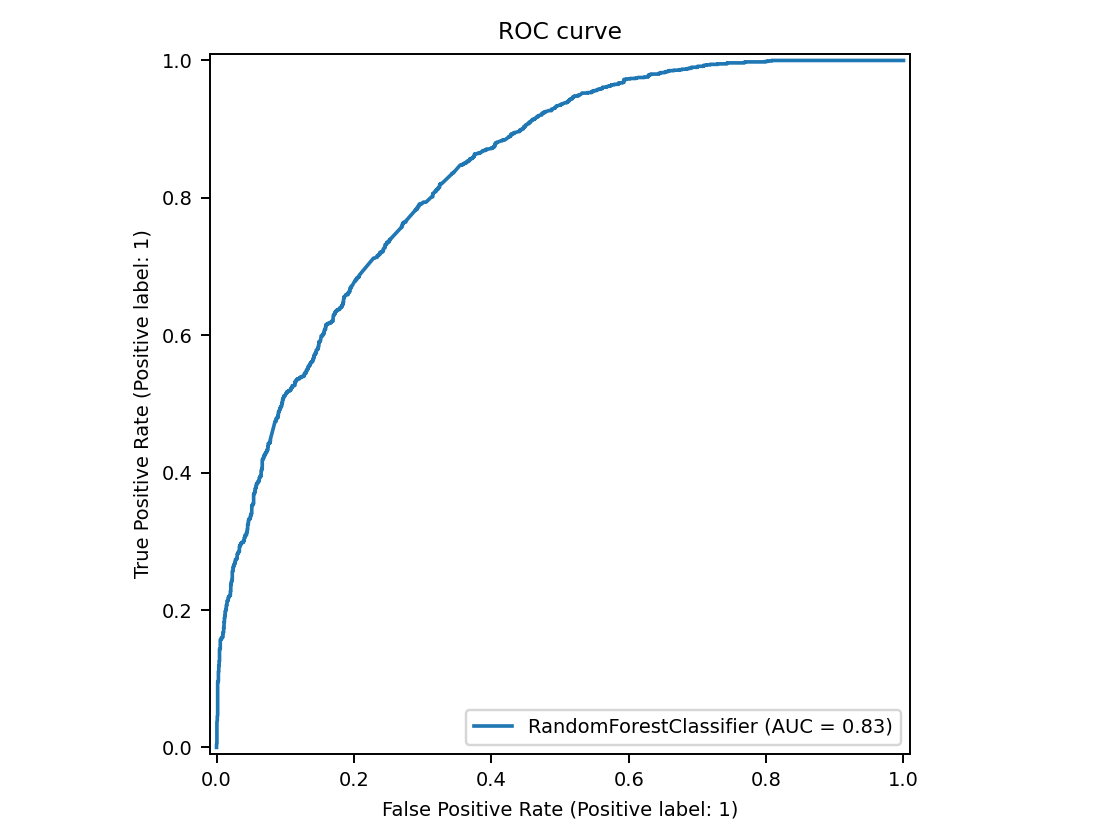 ROC curve
True Positive Rate (Positive label: 1)
1.0
0.8
0.6
0.4
0.2
0.0
RandomForestClassifier (AUC = 0.83)
0.0 0.2 0.4 0.6 0.8 1.0
False Positive Rate (Positive label: 1)